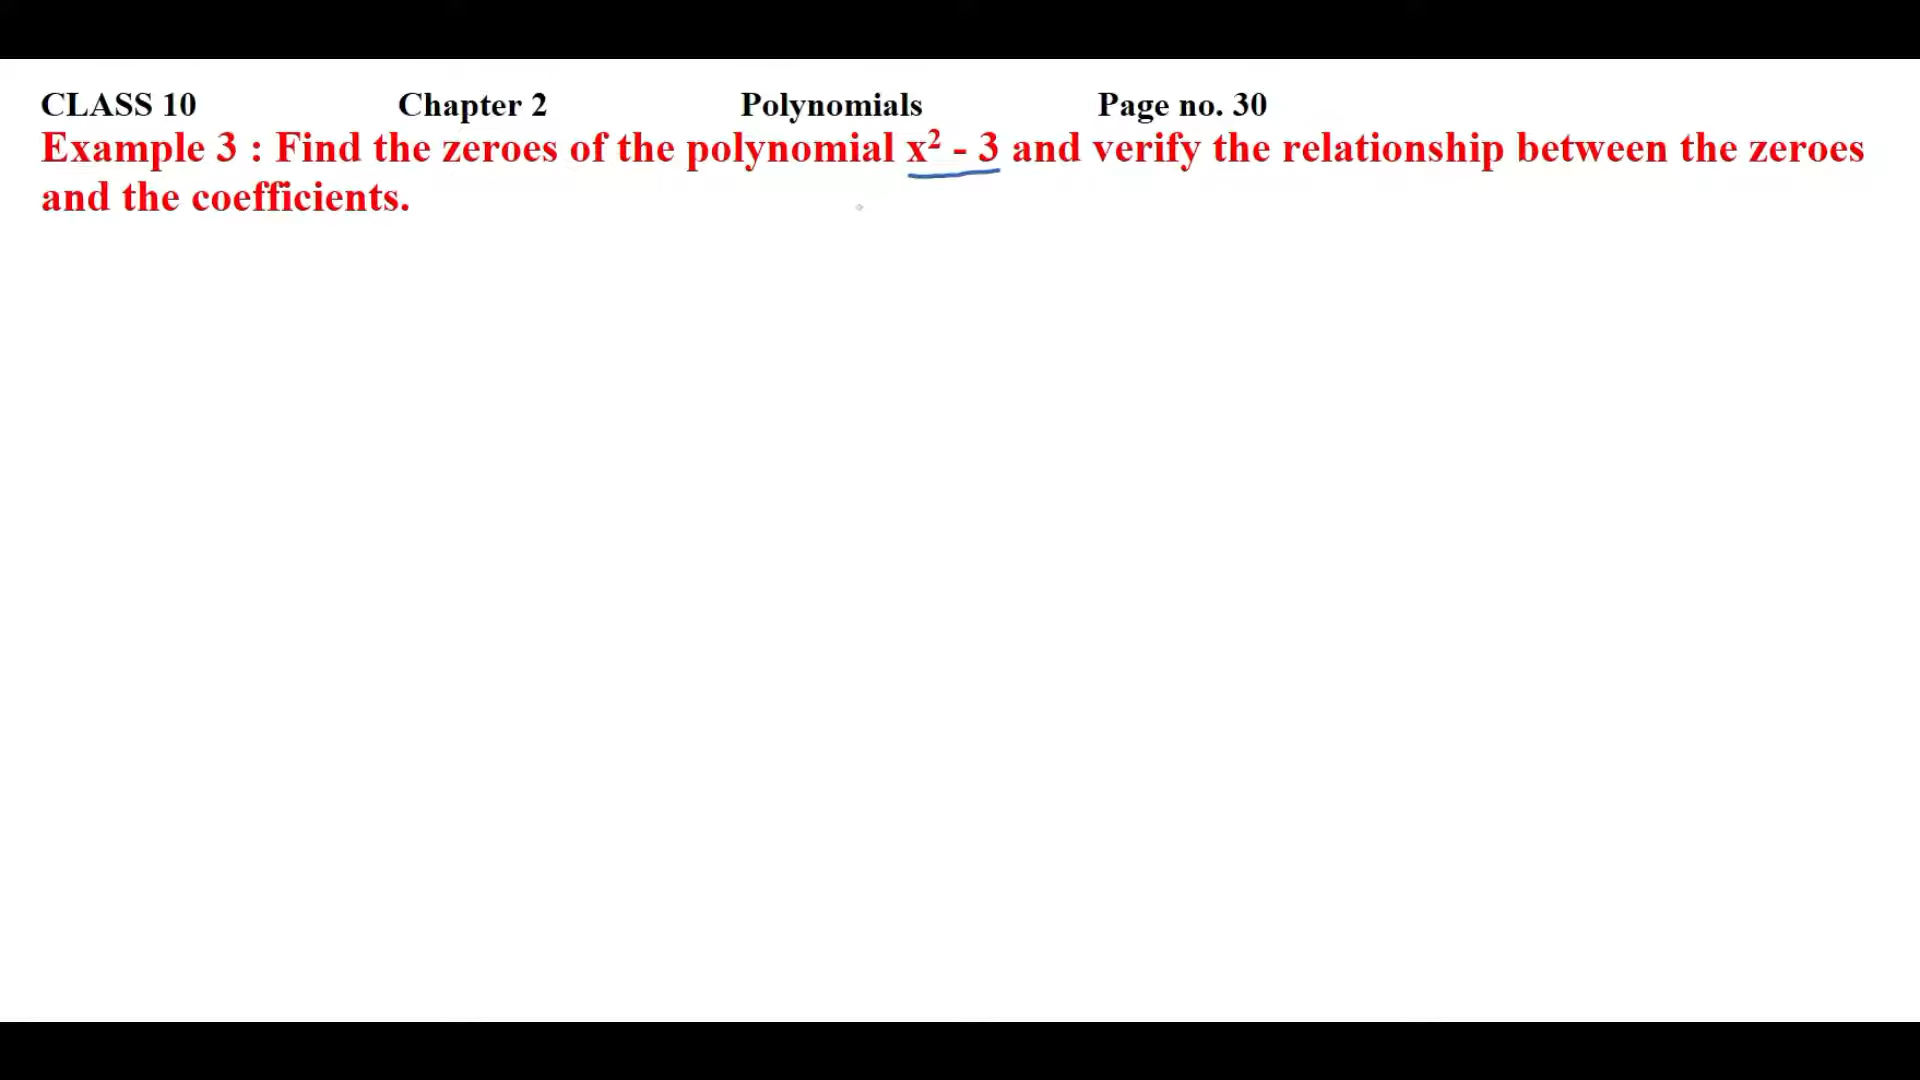 CLASS 10 Chapter 2 Polynomials Page no. 30
Example 3 : Find the zeroes of the polynomial x² - 3 and verify the relationship between the zeroes
and the coefficients.